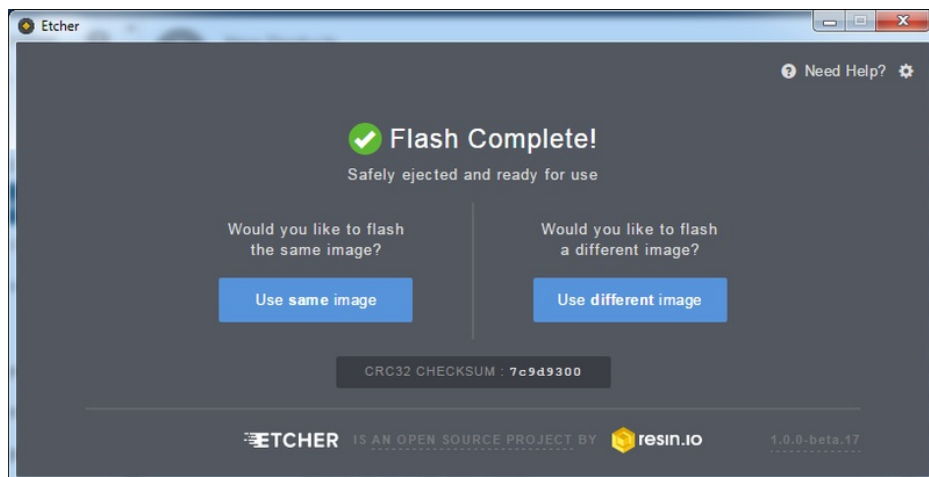 Etcher
Need Help?
Flash Complete!
Safely ejected and ready for use
Would you like to flash
the same image?
Use same image
Would you like to flash
a different image?
Use different image
CRC32 CHECKSUM : 7c9d9300
ETCHER IS AN OPEN SOURCE PROJECT BY resin.io 1.0.0-beta.17